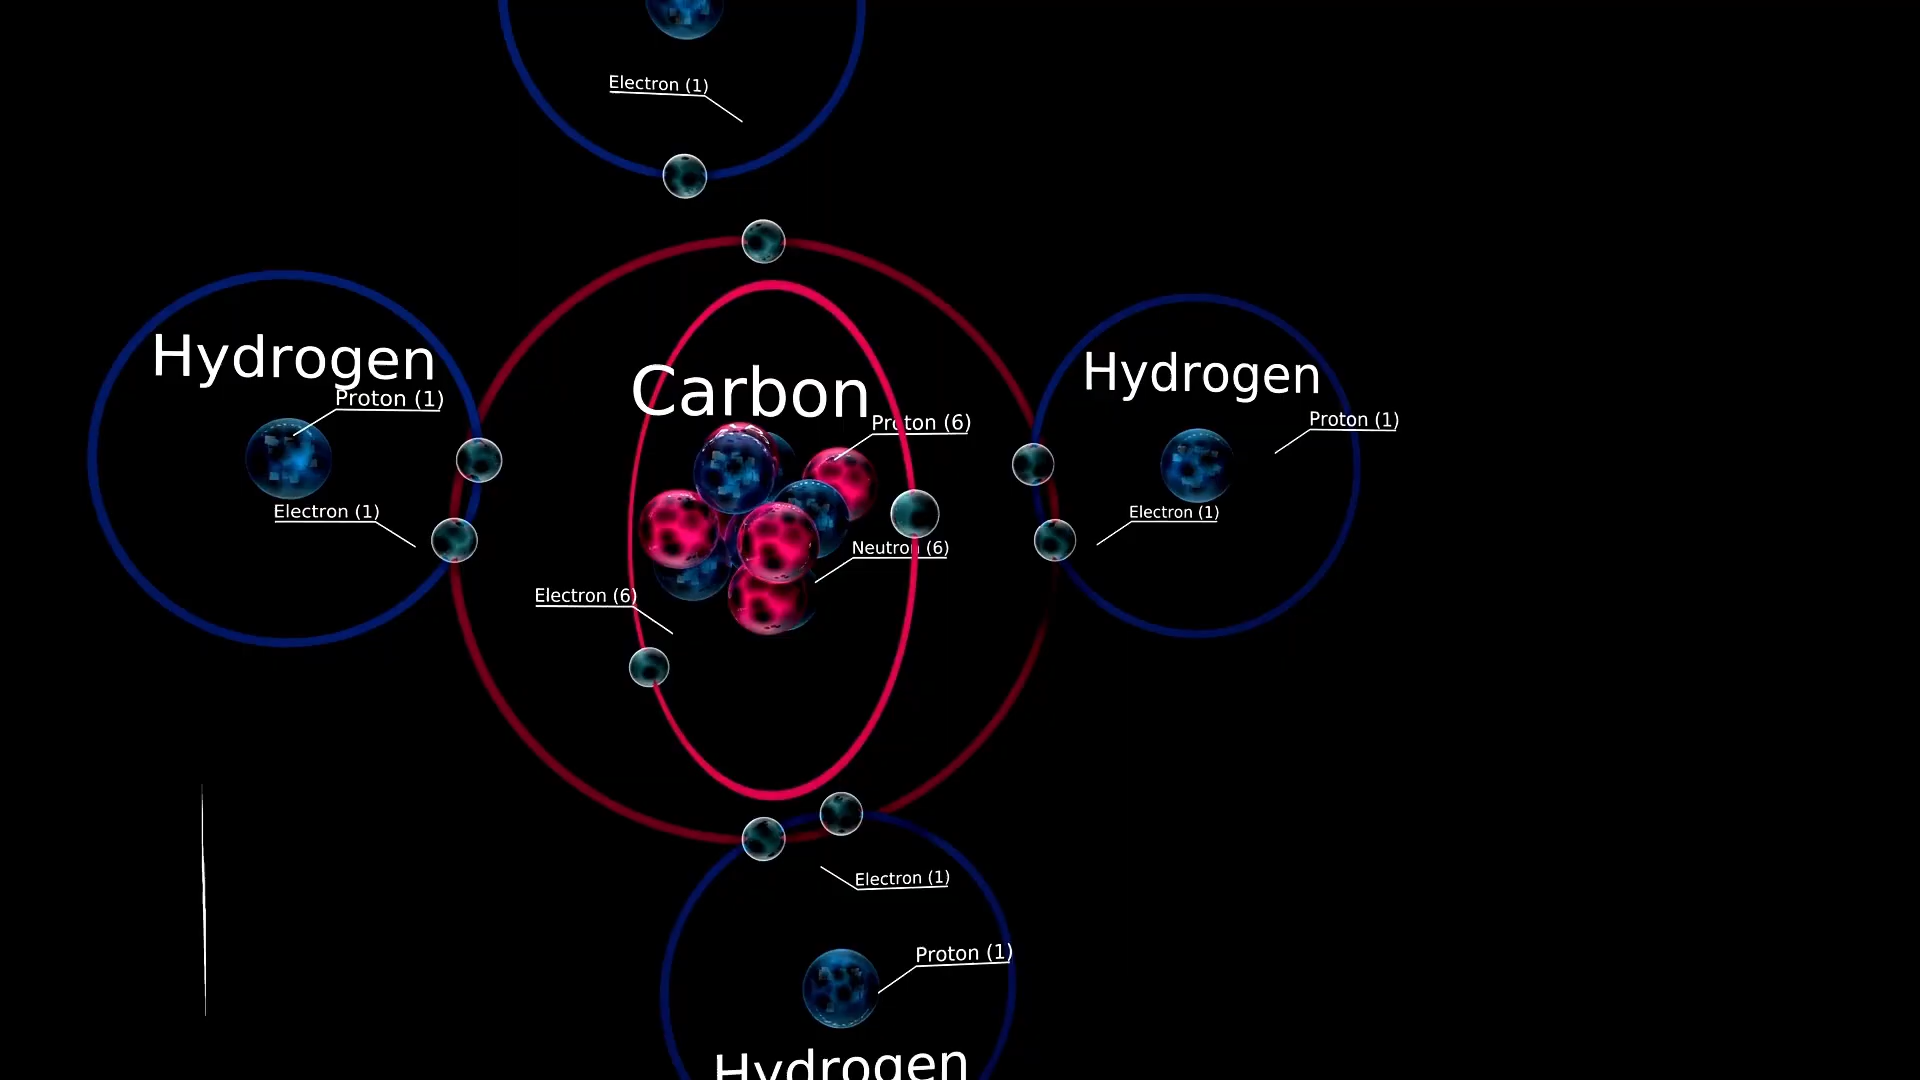 Electron (1)
Hydrogen
Proton (1)
Electron (1)
Carbon
Proton (6)
Neutron (6)
Electron (6)
Hydrogen
Proton (1)
Electron (1)
Electron (1)
Proton (1)
Hydrogen